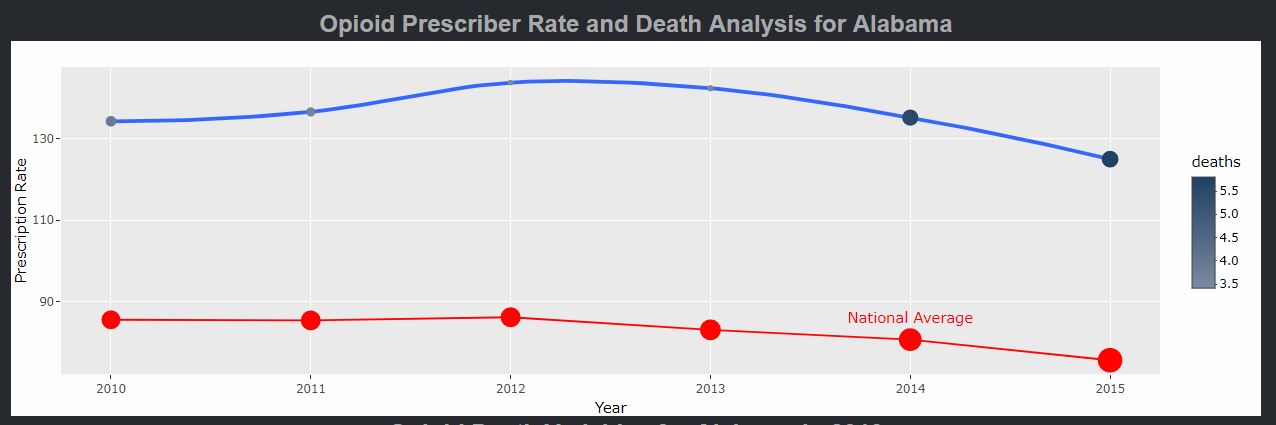 Opioid Prescriber Rate and Death Analysis for Alabama
130
110
90
Prescription Rate
National Average
2010 2011 2012 2013 2014 2015
Year
deaths
5.5
5.0
4.5
4.0
3.5